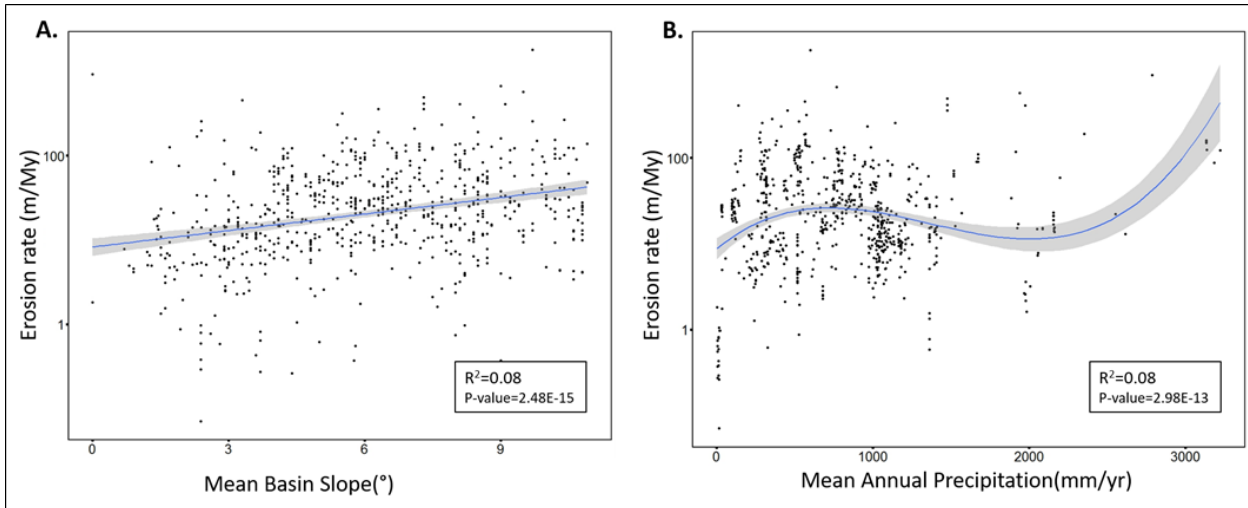 A.
Erosion rate (m/My)
100
1
R²=0.08
P-value=2.48E-15
0 3 6 9
Mean Basin Slope(°)
B.
Erosion rate (m/My)
100
1
R²=0.08
P-value=2.98E-13
0 1000 2000 3000
Mean Annual Precipitation(mm/yr)